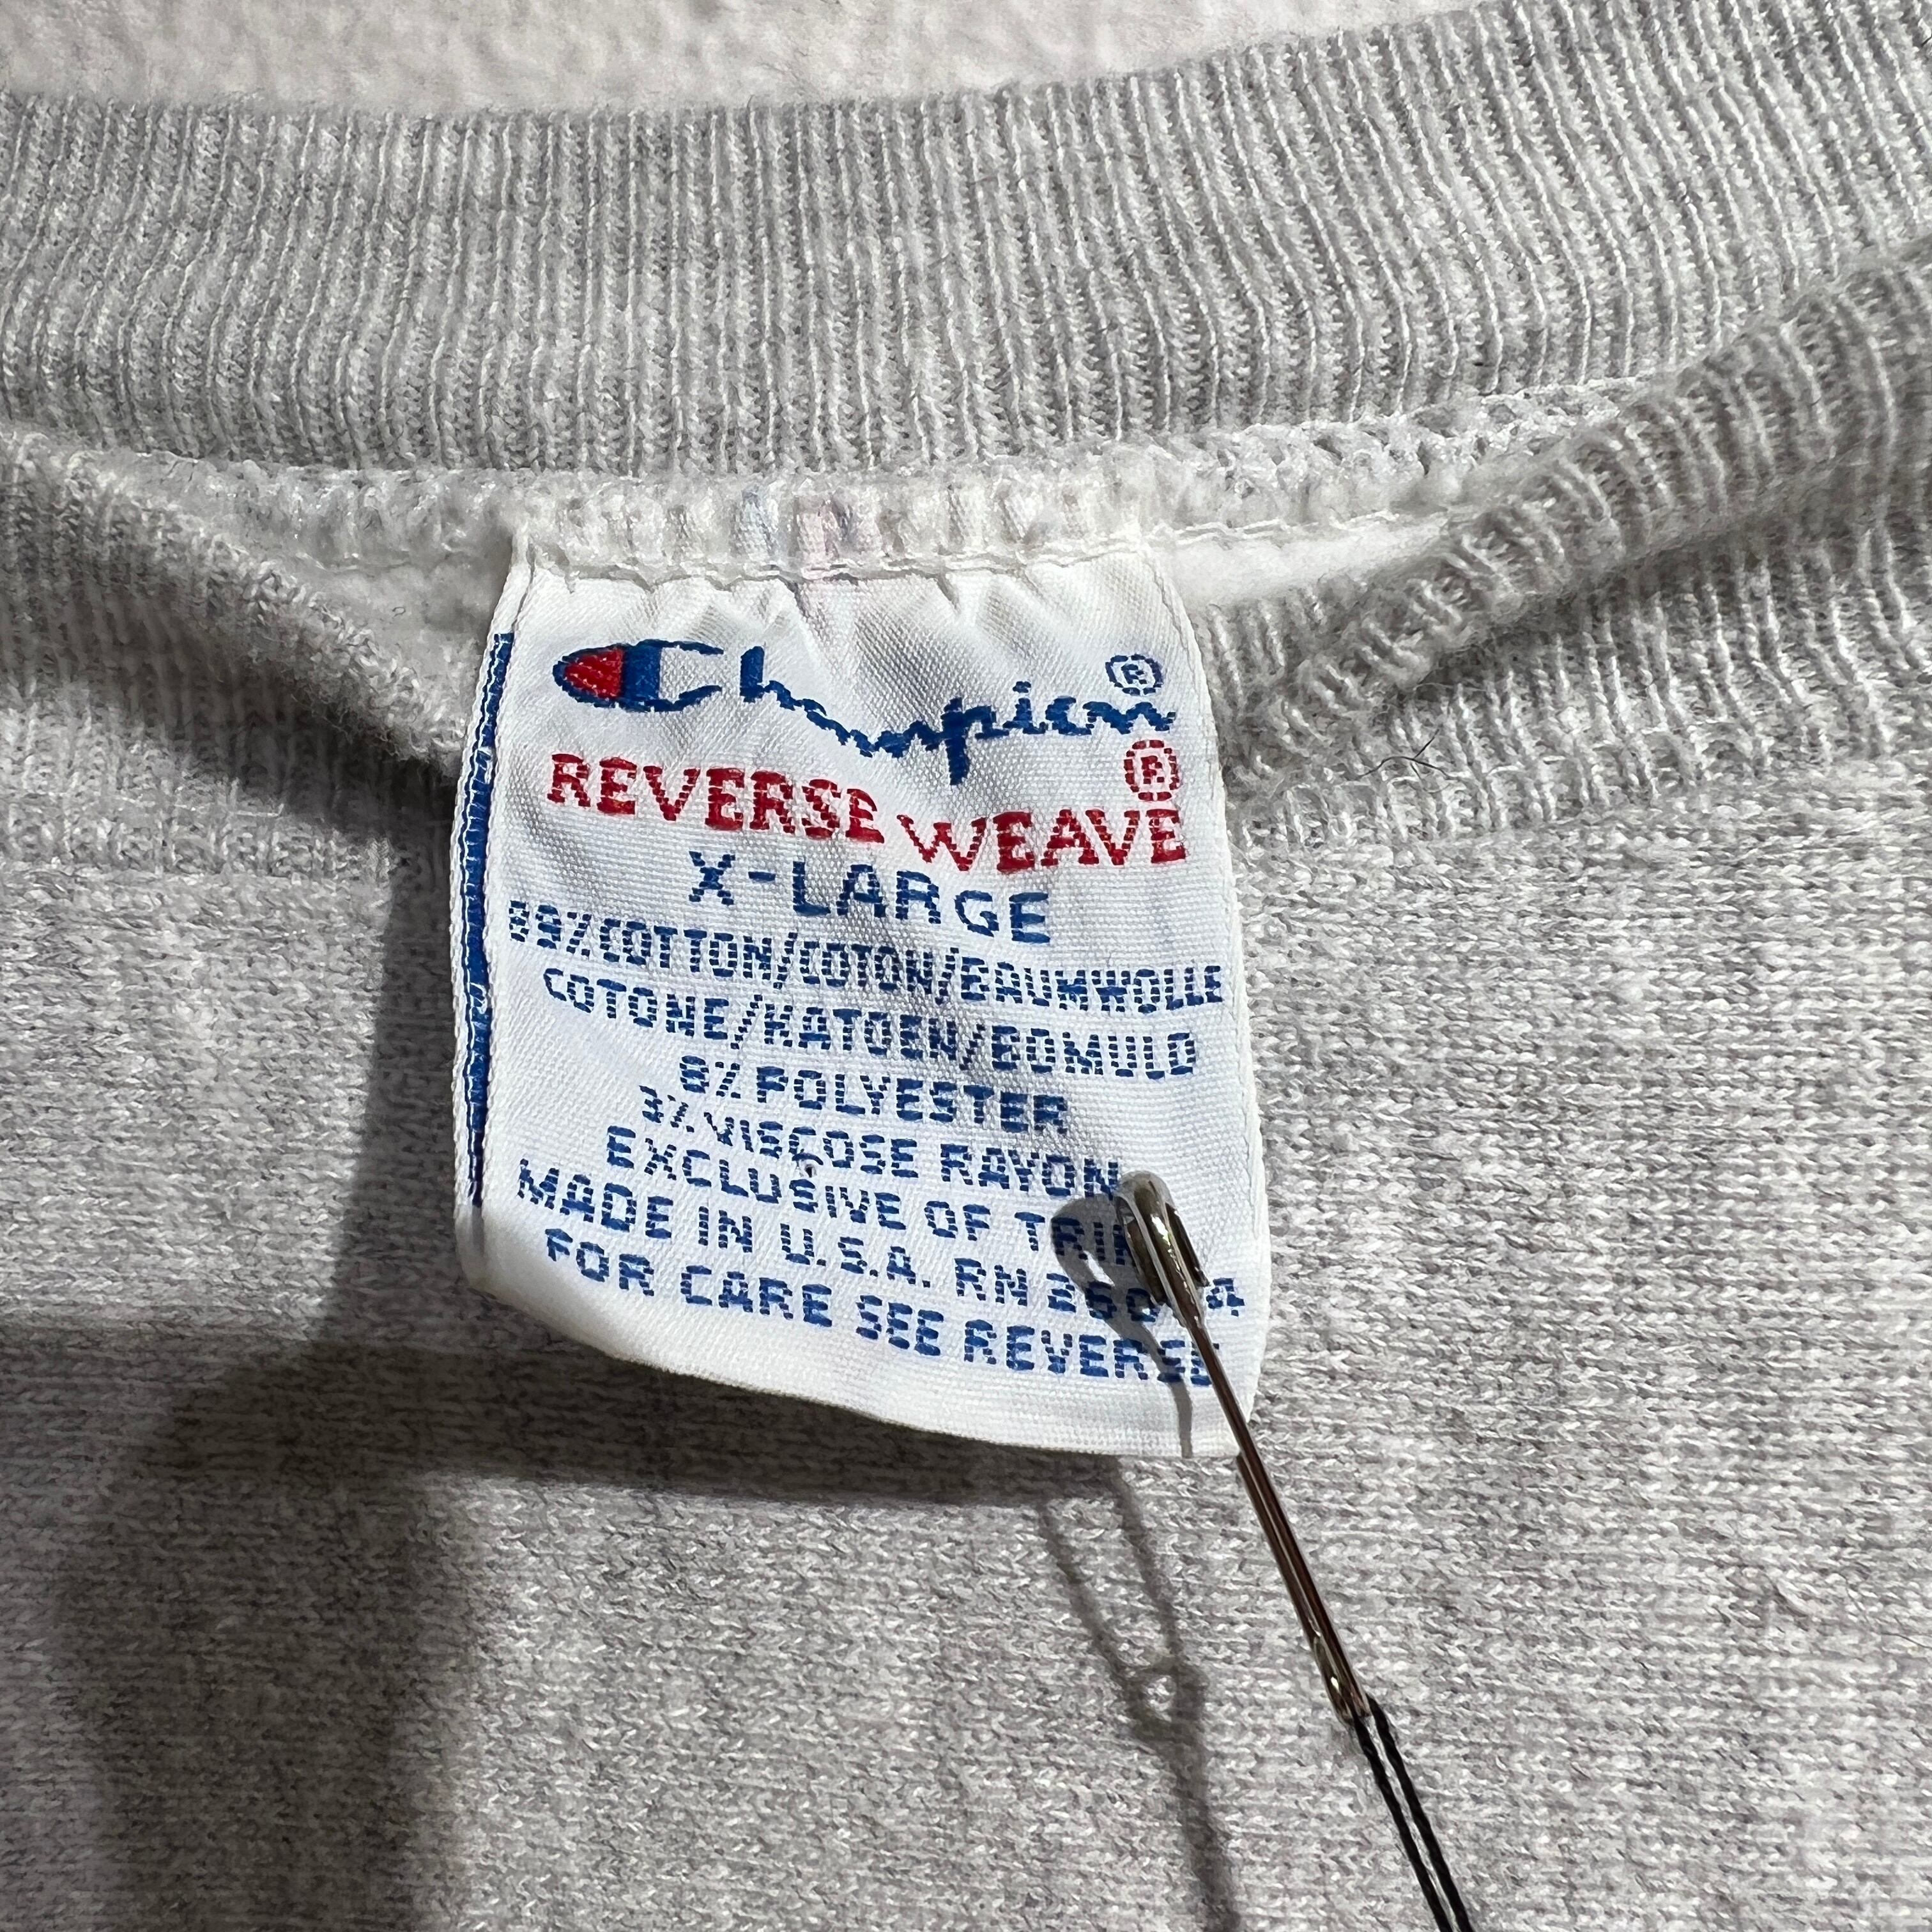 Champion®
REVERSE WEAVE®
X-LARGE
89%COTTON/COTON/BAUMWOLLE
COTONE/KATOEN/BOMULD
8% POLYESTER
3% VISCOSE RAYON
EXCLUSIVE OF
MADE IN U.S.A. RN
FOR CARE SEE REVERSE